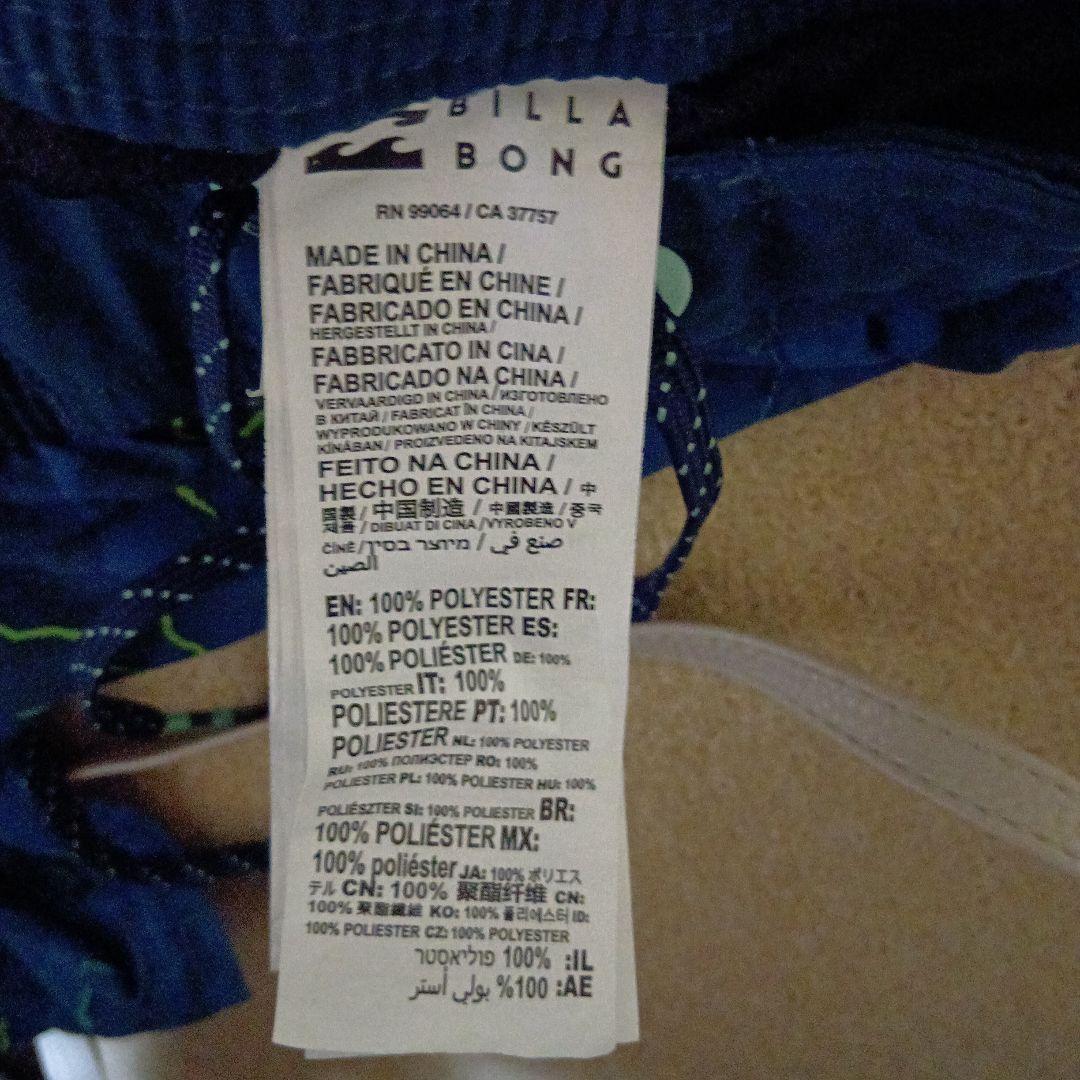 BILLA
BONG
RN 99064 / CA 37757
MADE IN CHINA /
FABRIQUÉ EN CHINE /
FABRICADO EN CHINA /
HERGESTELLT IN CHINA /
FABBRICATO IN CINA /
FABRICADO NA CHINA /
VERVAARDIGD IN CHINA / ИЗГОТОВЛЕНО
В КИТАЙ / FABRICAT ÎN CHINA /
WYPRODUKOWANO W CHINY / KÉSZÜLT
KÍNÁBAN / PROIZVEDENO NA KITAJSKEM
FEITO NA CHINA /
HECHO EN CHINA / 中
国製 / 中国制造 / 中國製造 / 중국
제품 / DIBUAT DI CINA / VYROBENO V
ČÍNĚ / מיוצר בסין / صنع في
الصين
EN: 100% POLYESTER FR:
100% POLYESTER ES:
100% POLIÉSTER DE: 100%
POLYESTER IT: 100%
POLIESTERE PT: 100%
POLIESTER NL: 100% POLYESTER
RU: 100% ПОЛИЭСТЕР RO: 100%
POLIESTER PL: 100% POLIESTER HU: 100%
POLIÉSZTER SI: 100% POLIESTER BR:
100% POLIÉSTER MX:
100% poliéster JA: 100% ポリエス
テル CN: 100% 聚酯纤维 CN:
100% 聚酯纖維 KO: 100% 폴리에스터 ID:
100% POLIESTER CZ: 100% POLYESTER
IL: 100% פוליאסטר
AE: 100% بولي أستر